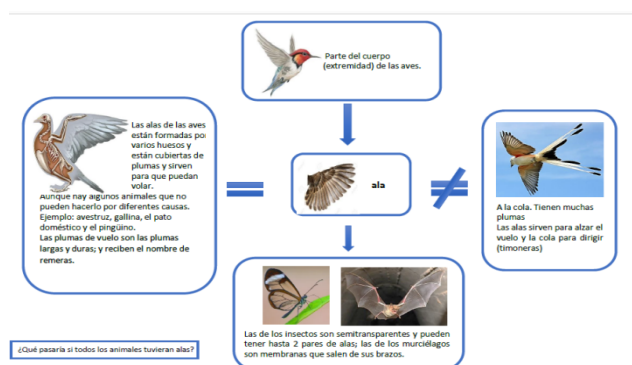 Parte del cuerpo
(extremidad) de las aves.
Las alas de las aves
están formadas por
varios huesos y
están cubiertas de
plumas y sirven
para que puedan
volar.
Aunque hay algunos animales que no
pueden hacerlo por diferentes causas.
Ejemplo: avestruz, gallina, el pato
doméstico y el pingüino.
Las plumas de vuelo son las plumas
largas y duras; y reciben el nombre de
remeras.
=
ala
≠
A la cola. Tienen muchas
plumas
Las alas sirven para alzar el
vuelo y la cola para dirigir
(timoneras)
Las de los insectos son semitransparentes y pueden
tener hasta 2 pares de alas; las de los murciélagos
son membranas que salen de sus brazos.
¿Qué pasaría si todos los animales tuvieran alas?